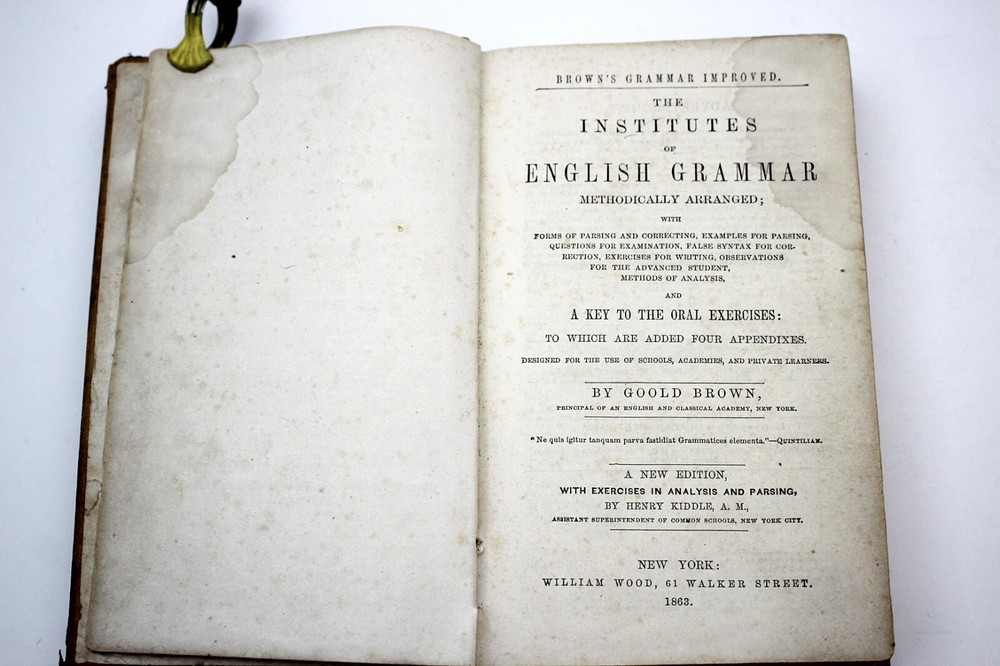 BROWN'S GRAMMAR IMPROVED.
THE
INSTITUTES
OF
ENGLISH GRAMMAR
METHODICALLY ARRANGED;
WITH
FORMS OF PARSING AND CORRECTING, EXAMPLES FOR PARSING,
QUESTIONS FOR EXAMINATION, FALSE SYNTAX FOR COR-
RECTION, EXERCISES FOR WRITING, OBSERVATIONS
FOR THE ADVANCED STUDENT,
METHODS OF ANALYSIS,
AND
A KEY TO THE ORAL EXERCISES:
TO WHICH ARE ADDED FOUR APPENDIXES.
DESIGNED FOR THE USE OF SCHOOLS, ACADEMIES, AND PRIVATE LEARNERS.
BY GOOLD BROWN,
PRINCIPAL OF AN ENGLISH AND CLASSICAL ACADEMY, NEW YORK.
"Ne quis igitur tanquam parva fastidiat Grammatices elementa."—QUINTILIAN.
A NEW EDITION,
WITH EXERCISES IN ANALYSIS AND PARSING,
BY HENRY KIDDLE, A. M.,
ASSISTANT SUPERINTENDENT OF COMMON SCHOOLS, NEW YORK CITY.
NEW YORK:
WILLIAM WOOD, 61 WALKER STREET.
1863.